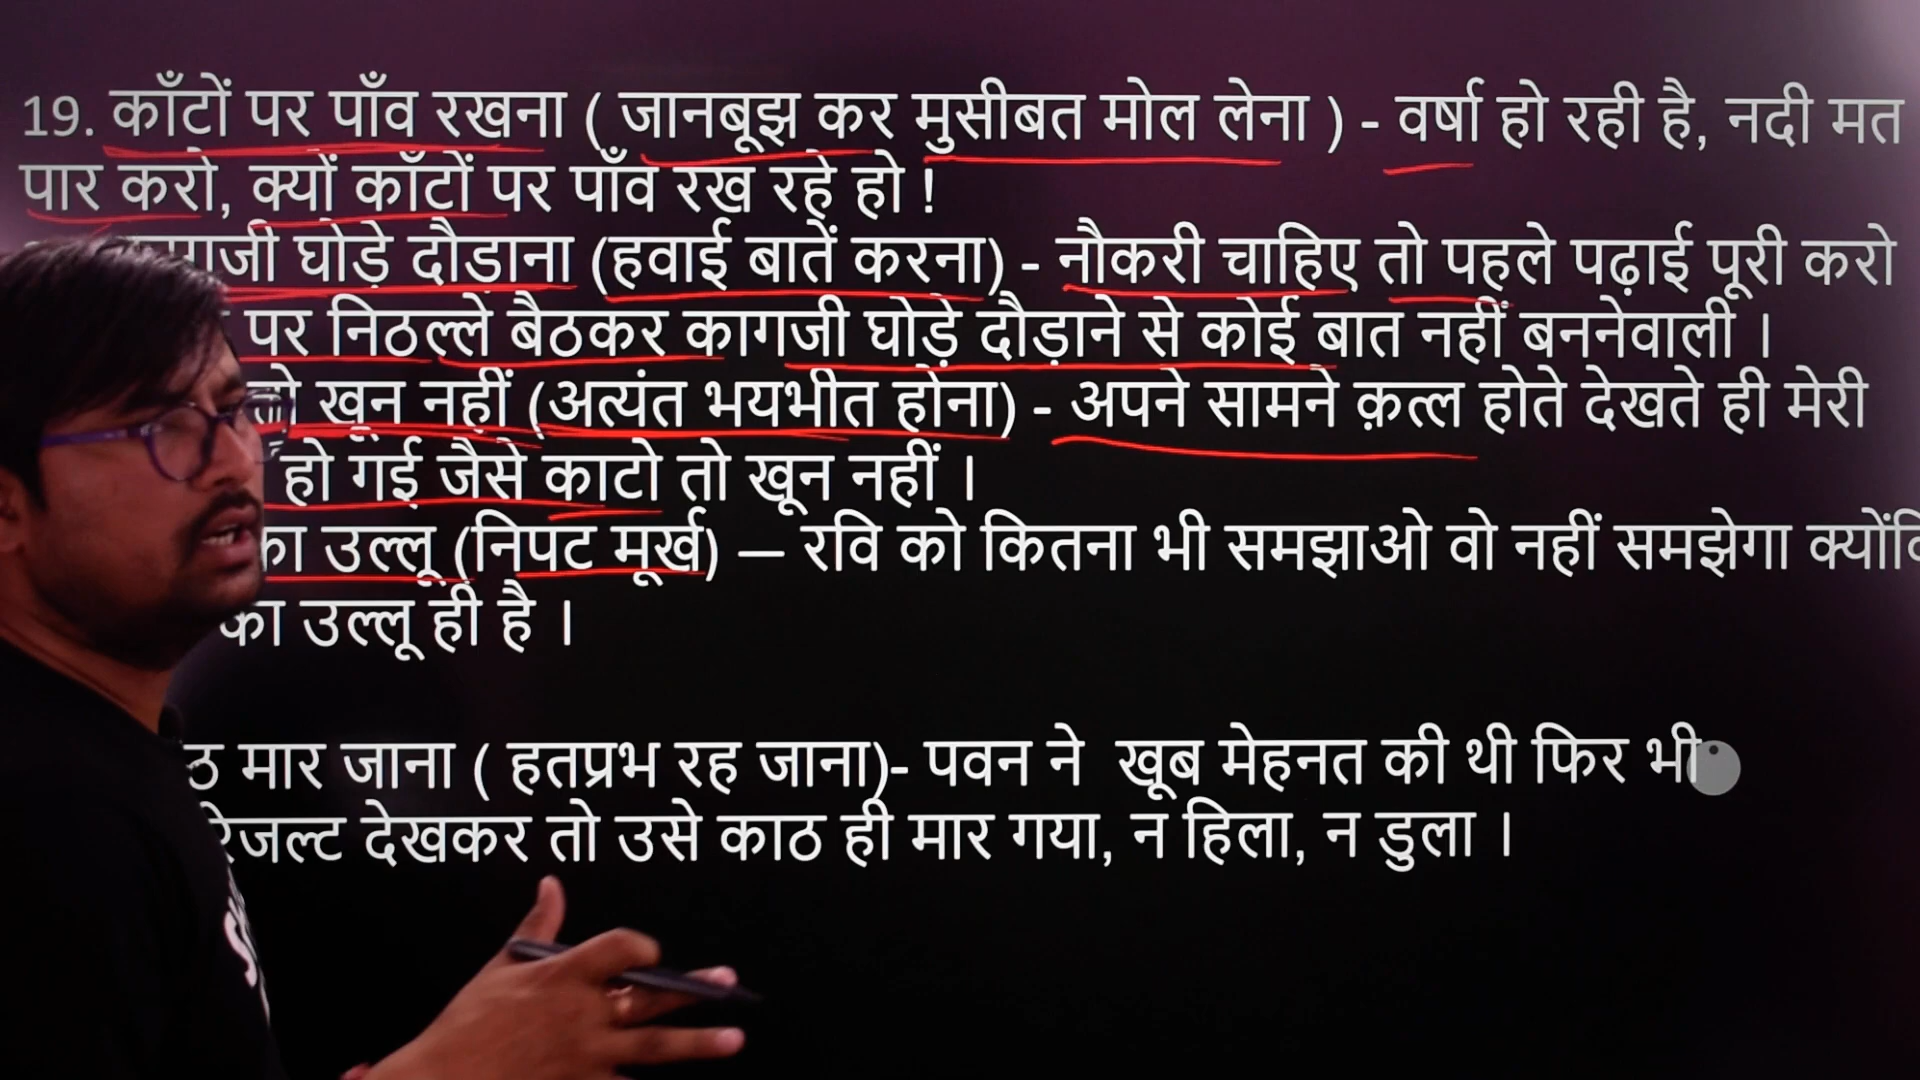 19. काँटों पर पाँव रखना ( जानबूझ कर मुसीबत मोल लेना ) - वर्षा हो रही है, नदी मत
पार करो, क्यों काँटों पर पाँव रख रहे हो !
घोड़े दौड़ाना (हवाई बातें करना) - नौकरी चाहिए तो पहले पढ़ाई पूरी करो
पर निठल्ले बैठकर कागजी घोड़े दौड़ाने से कोई बात नहीं बननेवाली ।
तो खून नहीं (अत्यंत भयभीत होना) - अपने सामने क़त्ल होते देखते ही मेरी
हो गई जैसे काटो तो खून नहीं ।
का उल्लू (निपट मूर्ख) – रवि को कितना भी समझाओ वो नहीं समझेगा
का उल्लू ही है ।
मार जाना ( हतप्रभ रह जाना)- पवन ने खूब मेहनत की थी फिर भी
देखकर तो उसे काठ ही मार गया, न हिला, न डुला ।